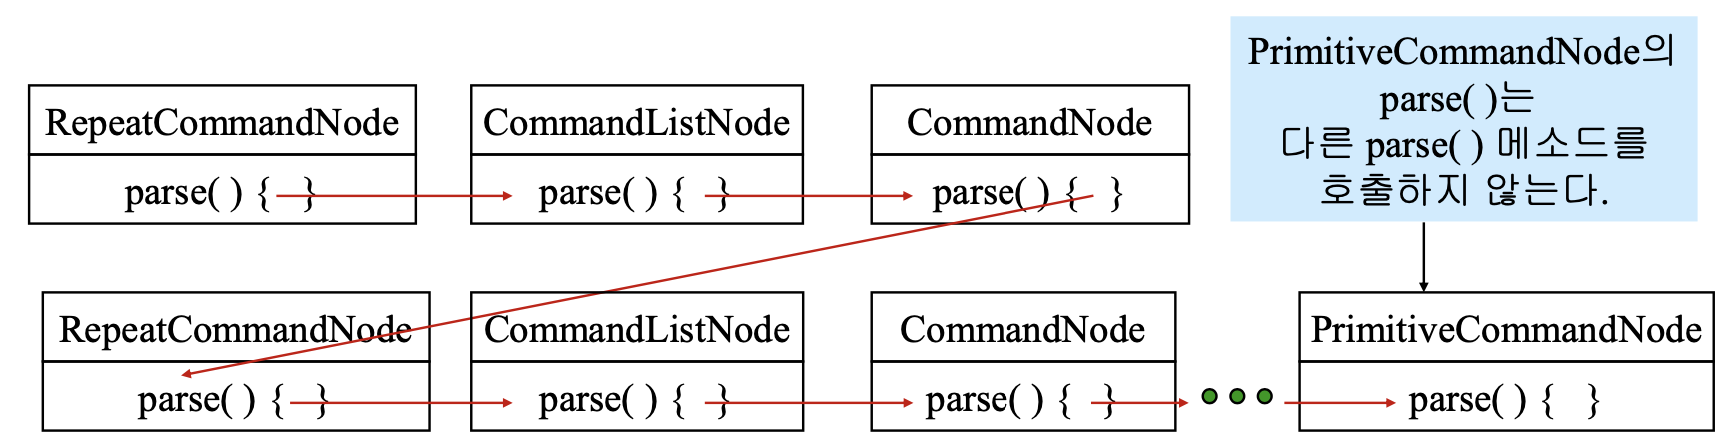 PrimitiveCommandNode의
parse( )는
다른 parse( ) 메소드를
호출하지 않는다.
RepeatCommandNode
parse( ) { }
CommandListNode
parse( ) { }
CommandNode
parse( ) { }
RepeatCommandNode
parse( ) { }
CommandListNode
parse( ) { }
CommandNode
parse( ) { }
PrimitiveCommandNode
parse( ) { }